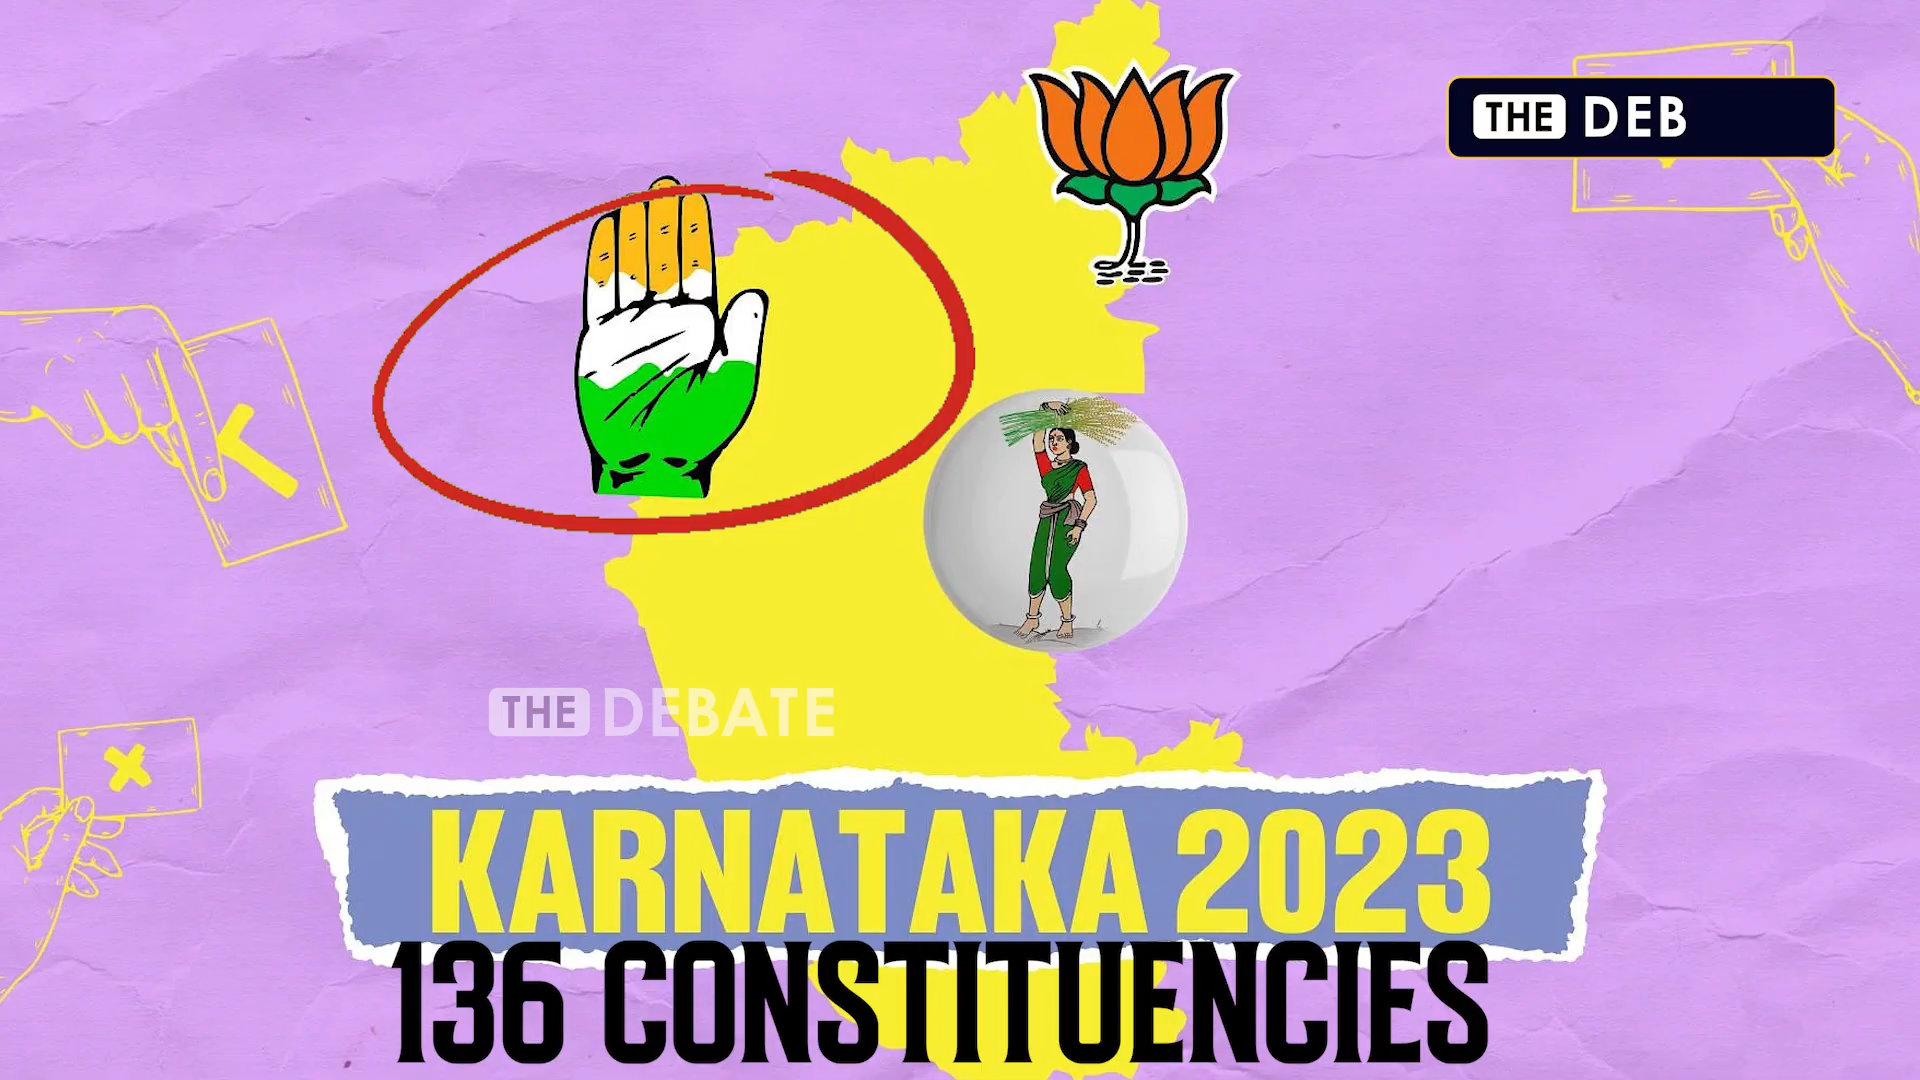 THE DEB
THE DEBATE
KARNATAKA 2023
136 CONSTITUENCIES